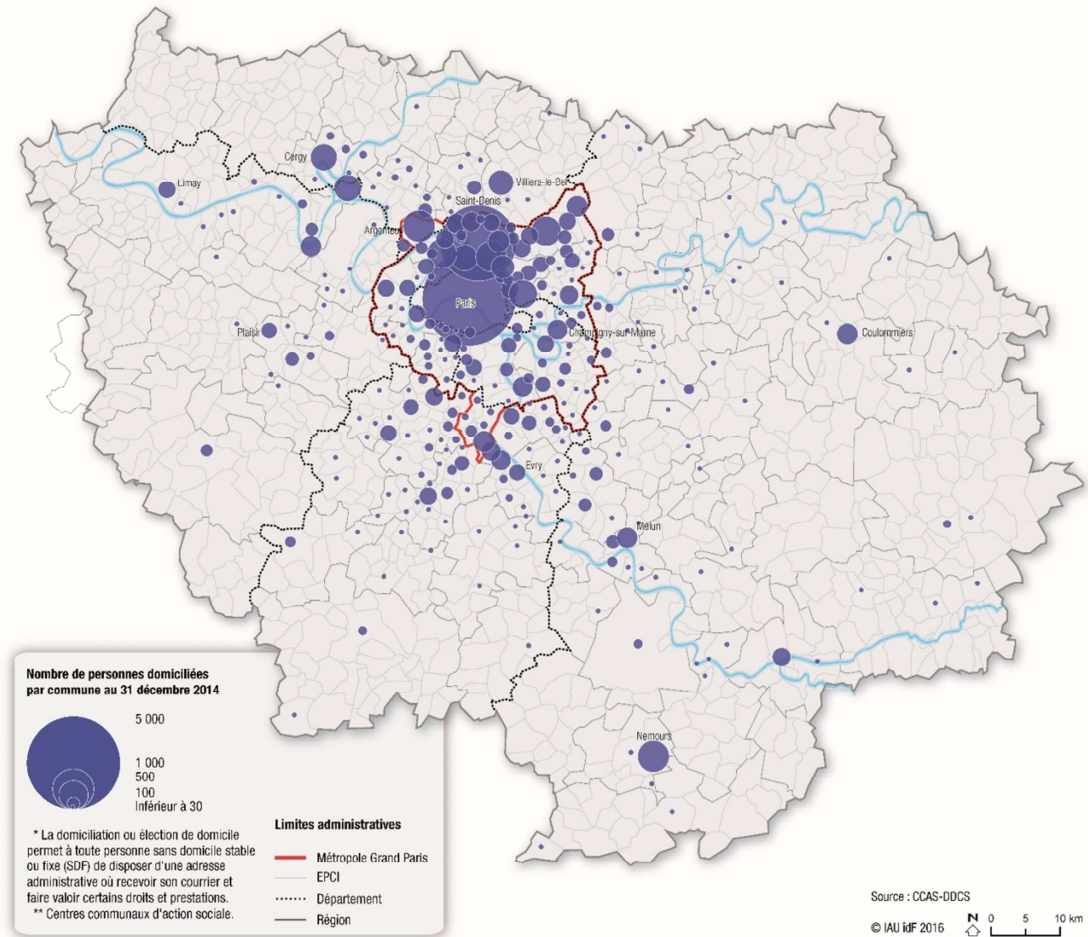 Cergy
Limay
Villiers-le-Bel
Saint-Denis
Argenteuil
Paris
Plaisir
Champigny-sur-Marne
Coulommiers
Evry
Melun
Nemours
Nombre de personnes domiciliées
par commune au 31 décembre 2014
5 000
1 000
500
100
Inférieur à 30
* La domiciliation ou élection de domicile
permet à toute personne sans domicile stable
ou fixe (SDF) de disposer d'une adresse
administrative où recevoir son courrier et
faire valoir certains droits et prestations.
** Centres communaux d'action sociale.
Limites administratives
Métropole Grand Paris
EPCI
Département
Région
Source : CCAS-DDCS
© IAU îdF 2016
N 0 5 10 km